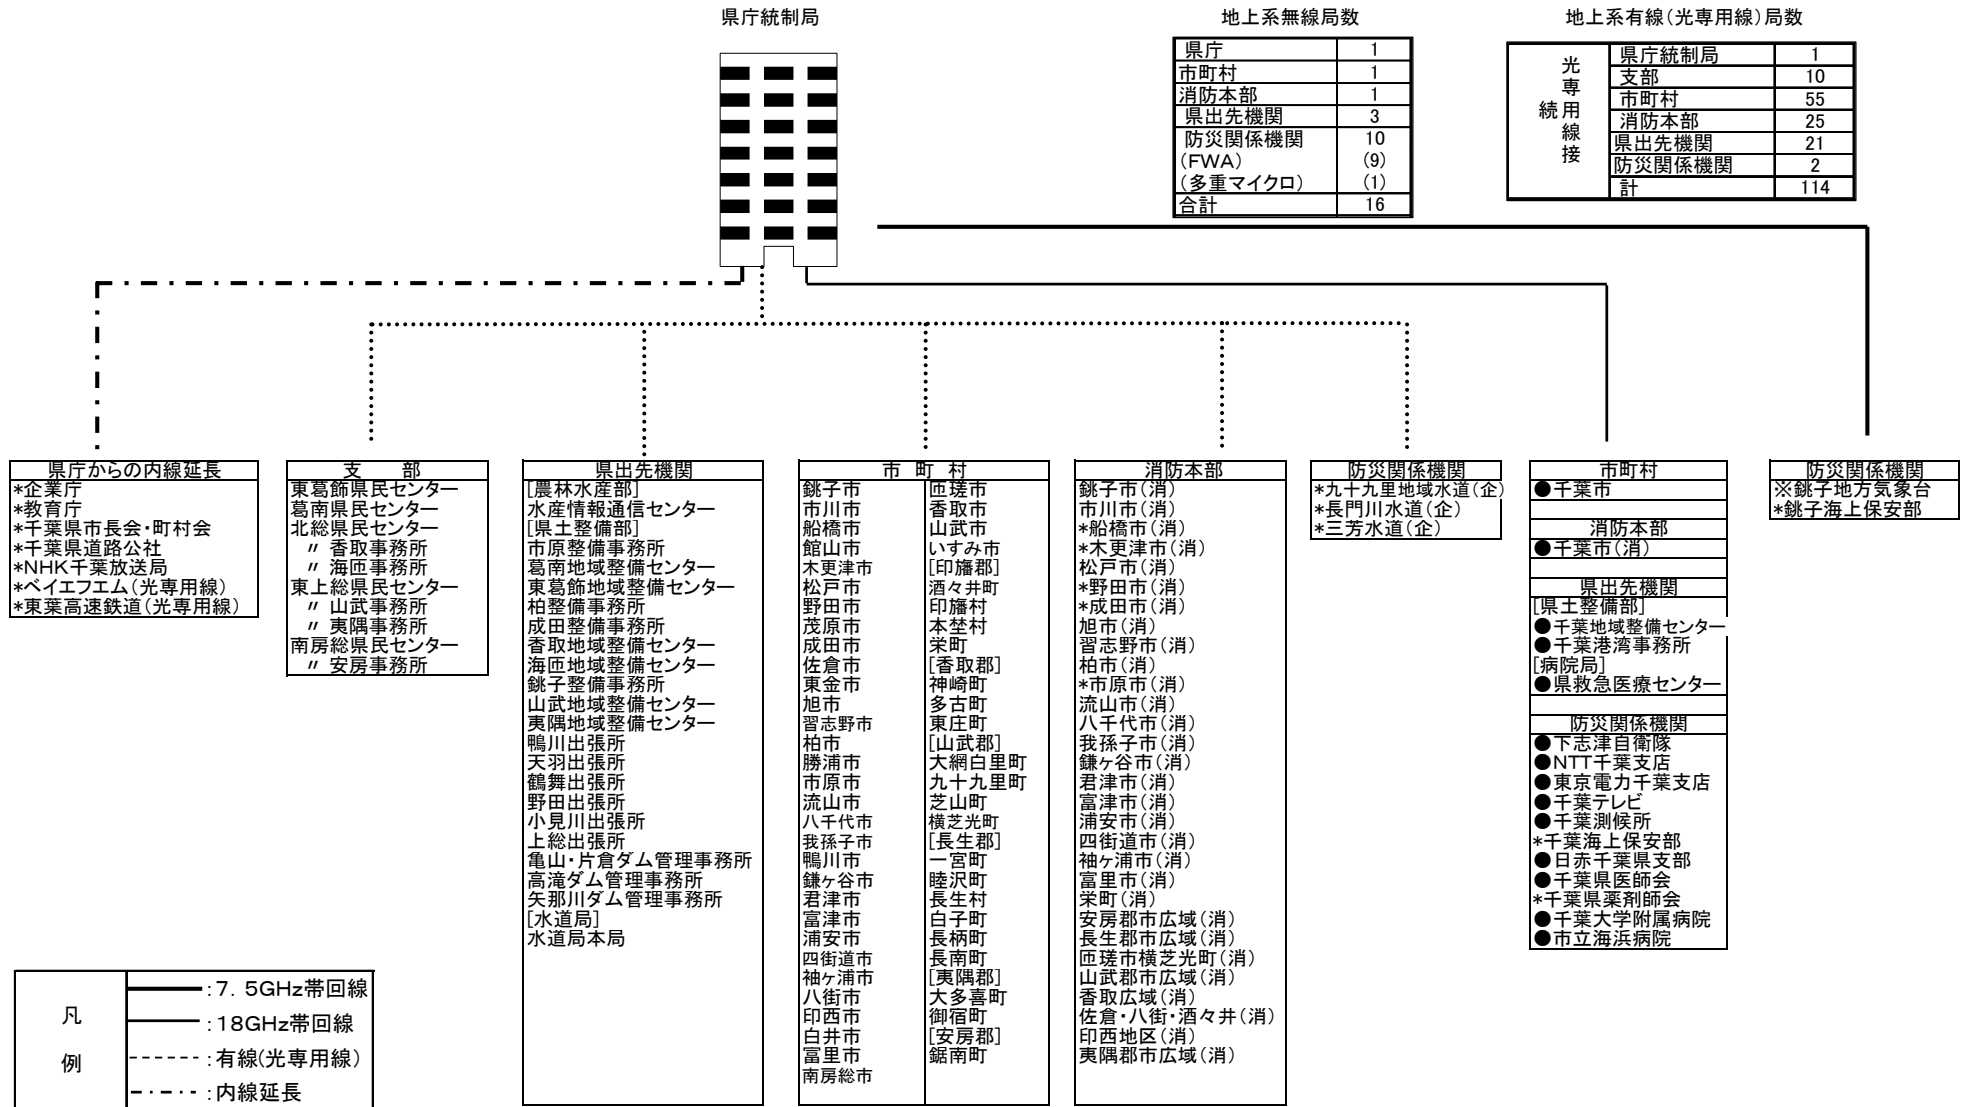 県庁統制局
地上系無線局数
県庁 1
市町村 1
消防本部 1
県出先機関 3
防災関係機関 10
(FWA) (9)
(多重マイクロ) (1)
合計 16
地上系有線(光専用線)局数
光専用線接続
県庁統制局 1
支部 10
市町村 55
消防本部 25
県出先機関 21
防災関係機関 2
計 114
県庁からの内線延長
*企業庁
*教育庁
*千葉県市長会・町村会
*千葉県道路公社
*NHK千葉放送局
*ベイエフエム(光専用線)
*東葉高速鉄道(光専用線)
支 部
東葛飾県民センター
葛南県民センター
北総県民センター
〃 香取事務所
〃 海匝事務所
東上総県民センター
〃 山武事務所
〃 夷隅事務所
南房総県民センター
〃 安房事務所
県出先機関
[農林水産部]
水産情報通信センター
[県土整備部]
市原整備事務所
葛南地域整備センター
東葛飾地域整備センター
柏整備事務所
成田整備事務所
香取地域整備センター
海匝地域整備センター
銚子整備事務所
山武地域整備センター
夷隅地域整備センター
鴨川出張所
天羽出張所
鶴舞出張所
野田出張所
小見川出張所
上総出張所
亀山・片倉ダム管理事務所
高滝ダム管理事務所
矢那川ダム管理事務所
[水道局]
水道局本局
市 町 村
銚子市
市川市
船橋市
館山市
木更津市
松戸市
野田市
茂原市
成田市
佐倉市
東金市
旭市
習志野市
柏市
勝浦市
市原市
流山市
八千代市
我孫子市
鴨川市
鎌ヶ谷市
君津市
富津市
浦安市
四街道市
袖ヶ浦市
八街市
印西市
白井市
富里市
南房総市
匝瑳市
香取市
山武市
いすみ市
[印旛郡]
酒々井町
印旛村
本埜村
栄町
[香取郡]
神崎町
多古町
東庄町
[山武郡]
大網白里町
九十九里町
芝山町
横芝光町
[長生郡]
一宮町
睦沢町
長生村
白子町
長柄町
長南町
[夷隅郡]
大多喜町
御宿町
[安房郡]
鋸南町
消防本部
銚子市(消)
市川市(消)
*船橋市(消)
*木更津市(消)
松戸市(消)
*野田市(消)
*成田市(消)
旭市(消)
習志野市(消)
柏市(消)
*市原市(消)
流山市(消)
八千代市(消)
我孫子市(消)
鎌ヶ谷市(消)
君津市(消)
富津市(消)
浦安市(消)
四街道市(消)
袖ヶ浦市(消)
富里市(消)
栄町(消)
安房郡市広域(消)
長生郡市広域(消)
匝瑳市横芝光町(消)
山武郡市広域(消)
香取広域(消)
佐倉・八街・酒々井(消)
印西地区(消)
夷隅郡市広域(消)
防災関係機関
*九十九里地域水道(企)
*長門川水道(企)
*三芳水道(企)
市町村
●千葉市
消防本部
●千葉市(消)
県出先機関
[県土整備部]
●千葉地域整備センター
●千葉港湾事務所
[病院局]
●県救急医療センター
防災関係機関
●下志津自衛隊
●NTT千葉支店
●東京電力千葉支店
●千葉テレビ
●千葉測候所
*千葉海上保安部
●日赤千葉県支部
●千葉県医師会
*千葉県薬剤師会
●千葉大学附属病院
●市立海浜病院
防災関係機関
※銚子地方気象台
*銚子海上保安部
凡例
:7.5GHz帯回線
:18GHz帯回線
:有線(光専用線)
:内線延長